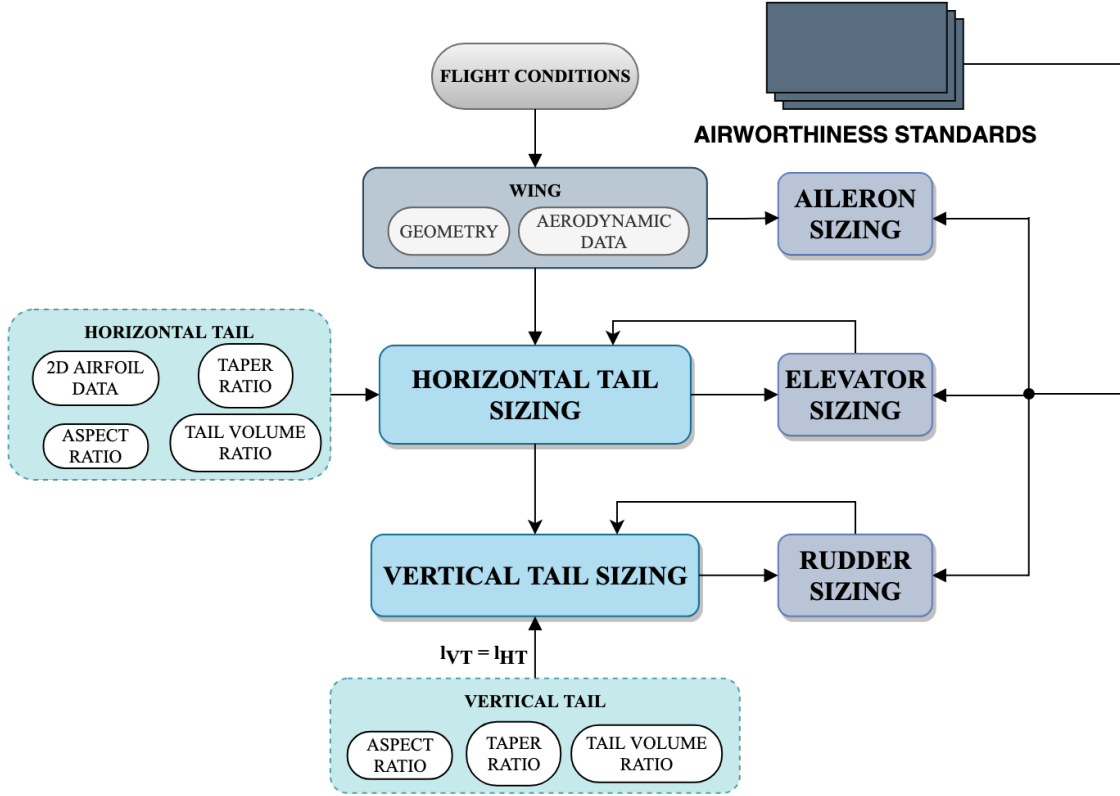 FLIGHT CONDITIONS
AIRWORTHINESS STANDARDS
WING
GEOMETRY
AERODYNAMIC
DATA
AILERON
SIZING
HORIZONTAL TAIL
2D AIRFOIL
DATA
TAPER
RATIO
ASPECT
RATIO
TAIL VOLUME
RATIO
HORIZONTAL TAIL
SIZING
ELEVATOR
SIZING
VERTICAL TAIL SIZING
RUDDER
SIZING
lVT = lHT
VERTICAL TAIL
ASPECT
RATIO
TAPER
RATIO
TAIL VOLUME
RATIO